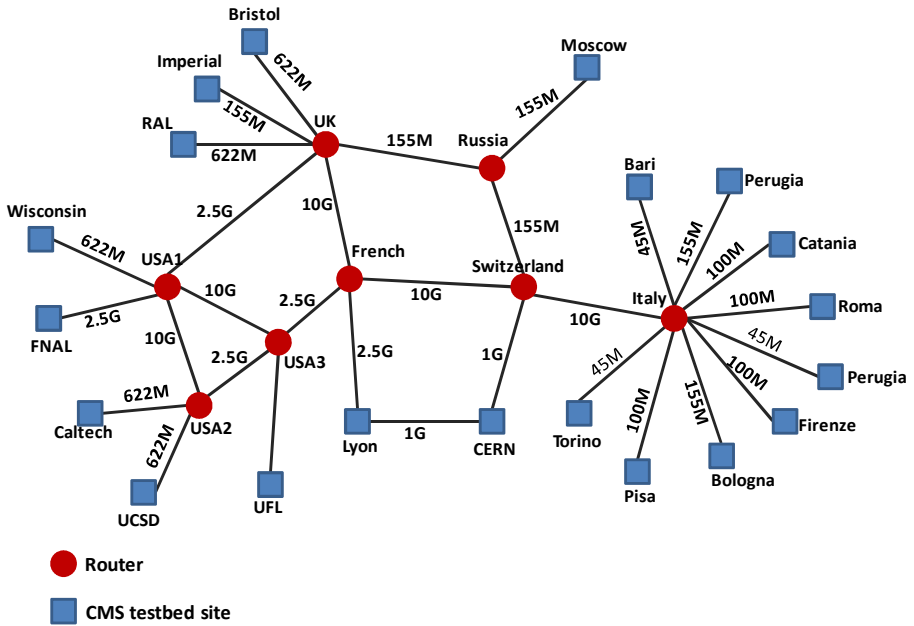 Bristol
622M
Imperial
155M
RAL
622M
UK
155M
Russia
Moscow
155M
Bari
45M
Perugia
155M
Catania
100M
Roma
100M
Wisconsin
622M
2.5G
10G
155M
USA1
French
Switzerland
Italy
10G
10G
10G
2.5G
FNAL
10G
2.5G
2.5G
1G
45M
Perugia
100M
Firenze
USA3
622M
Caltech
USA2
622M
UCSD
UFL
Lyon
1G
CERN
45M
Torino
100M
Pisa
155M
Bologna
2.5G
Router
CMS testbed site